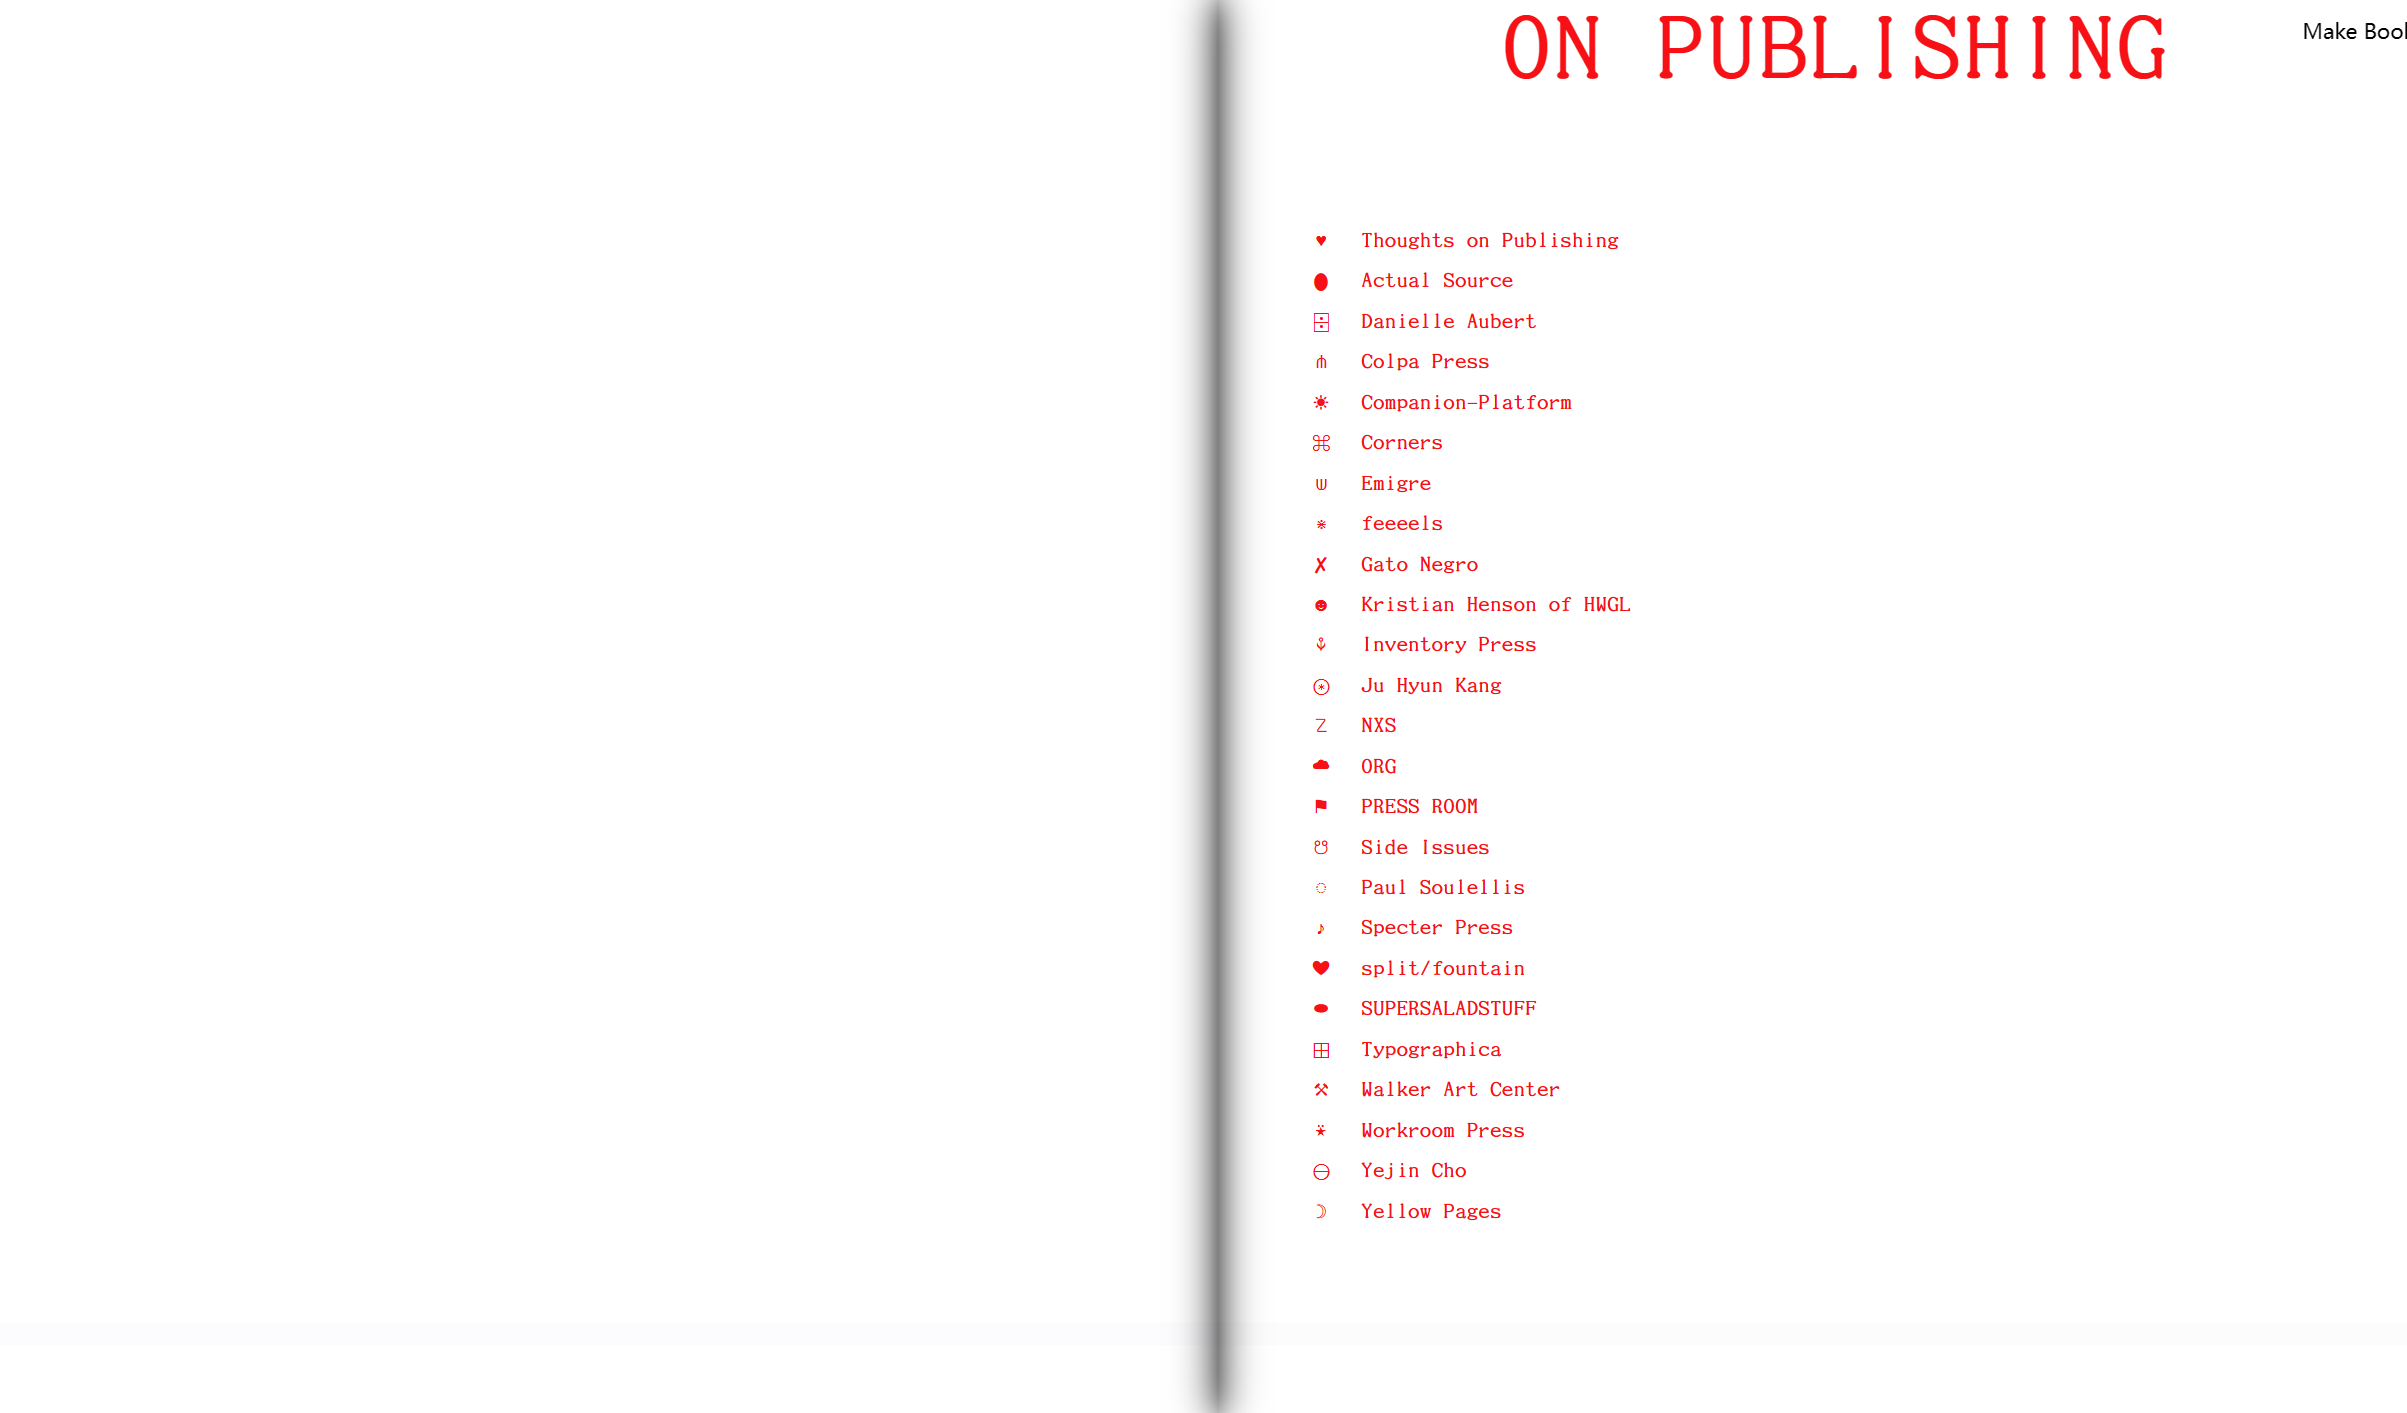 ON PUBLISHING
Make Boo
♥ Thoughts on Publishing
⬮ Actual Source
⌹ Danielle Aubert
⋔ Colpa Press
☀ Companion-Platform
⌘ Corners
⟒ Emigre
⨳ feeeels
✗ Gato Negro
☻ Kristian Henson of HWGL
⚘ Inventory Press
⊛ Ju Hyun Kang
Z NXS
☁ ORG
⚑ PRESS ROOM
☋ Side Issues
◌ Paul Soulellis
♪ Specter Press
❤ split/fountain
⬬ SUPERSALADSTUFF
⊞ Typographica
⚒ Walker Art Center
⍣ Workroom Press
⊖ Yejin Cho
☽ Yellow Pages